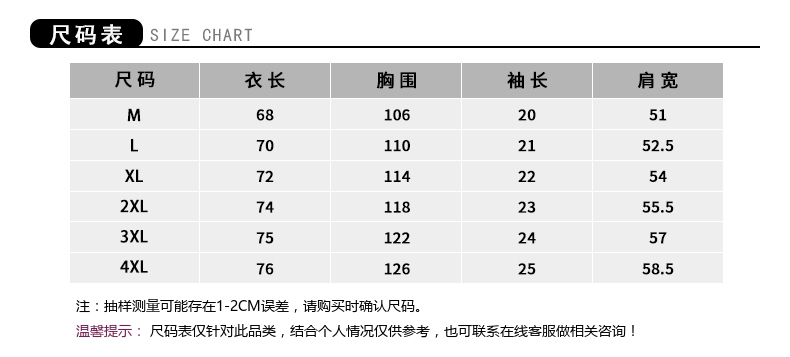 尺码表 SIZE CHART
尺码 衣长 胸围 袖长 肩宽
M 68 106 20 51
L 70 110 21 52.5
XL 72 114 22 54
2XL 74 118 23 55.5
3XL 75 122 24 57
4XL 76 126 25 58.5
注：抽样测量可能存在1-2CM误差，请购买时确认尺码。
温馨提示： 尺码表仅针对此品类，结合个人情况仅供参考，也可联系在线客服做相关咨询！